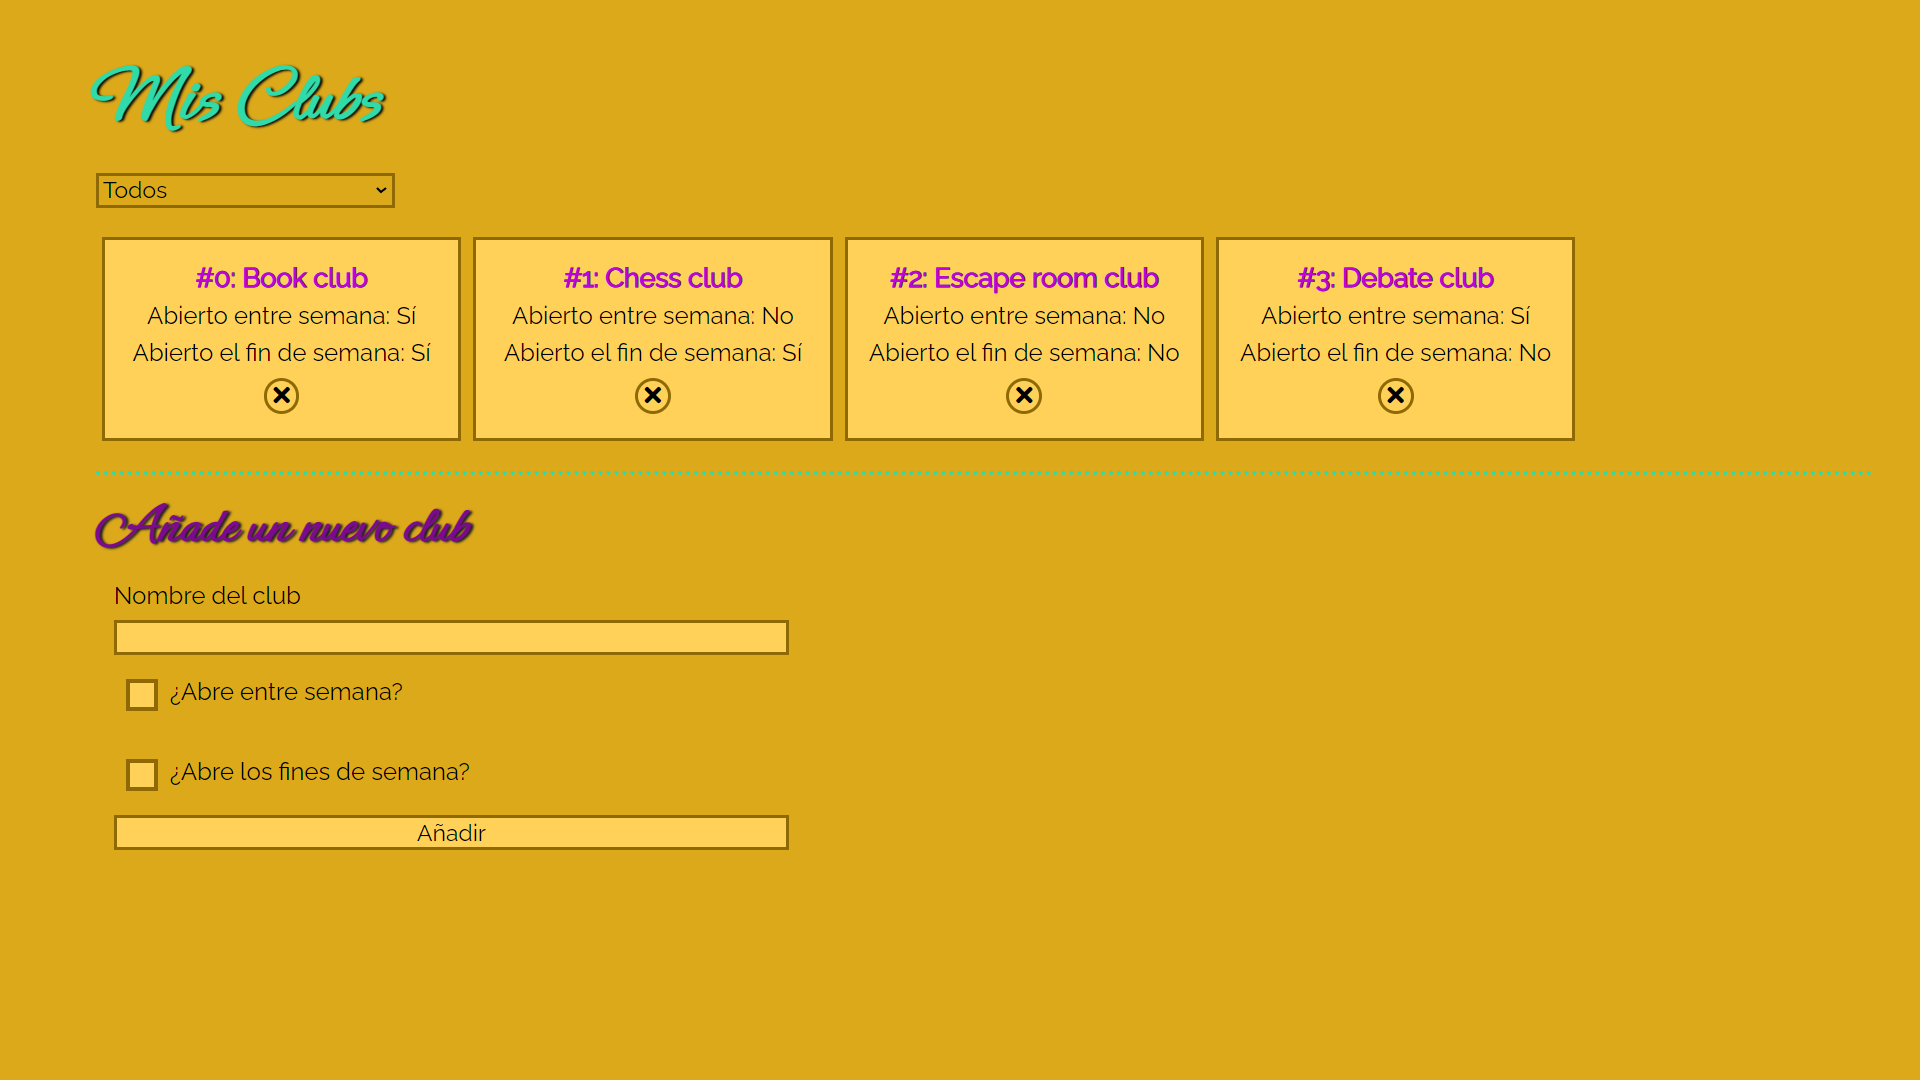 Mis Clubs
Todos
#0: Book club
Abierto entre semana: Sí
Abierto el fin de semana: Sí
#1: Chess club
Abierto entre semana: No
Abierto el fin de semana: Sí
#2: Escape room club
Abierto entre semana: No
Abierto el fin de semana: No
#3: Debate club
Abierto entre semana: Sí
Abierto el fin de semana: No
Añade un nuevo club
Nombre del club
¿Abre entre semana?
¿Abre los fines de semana?
Añadir